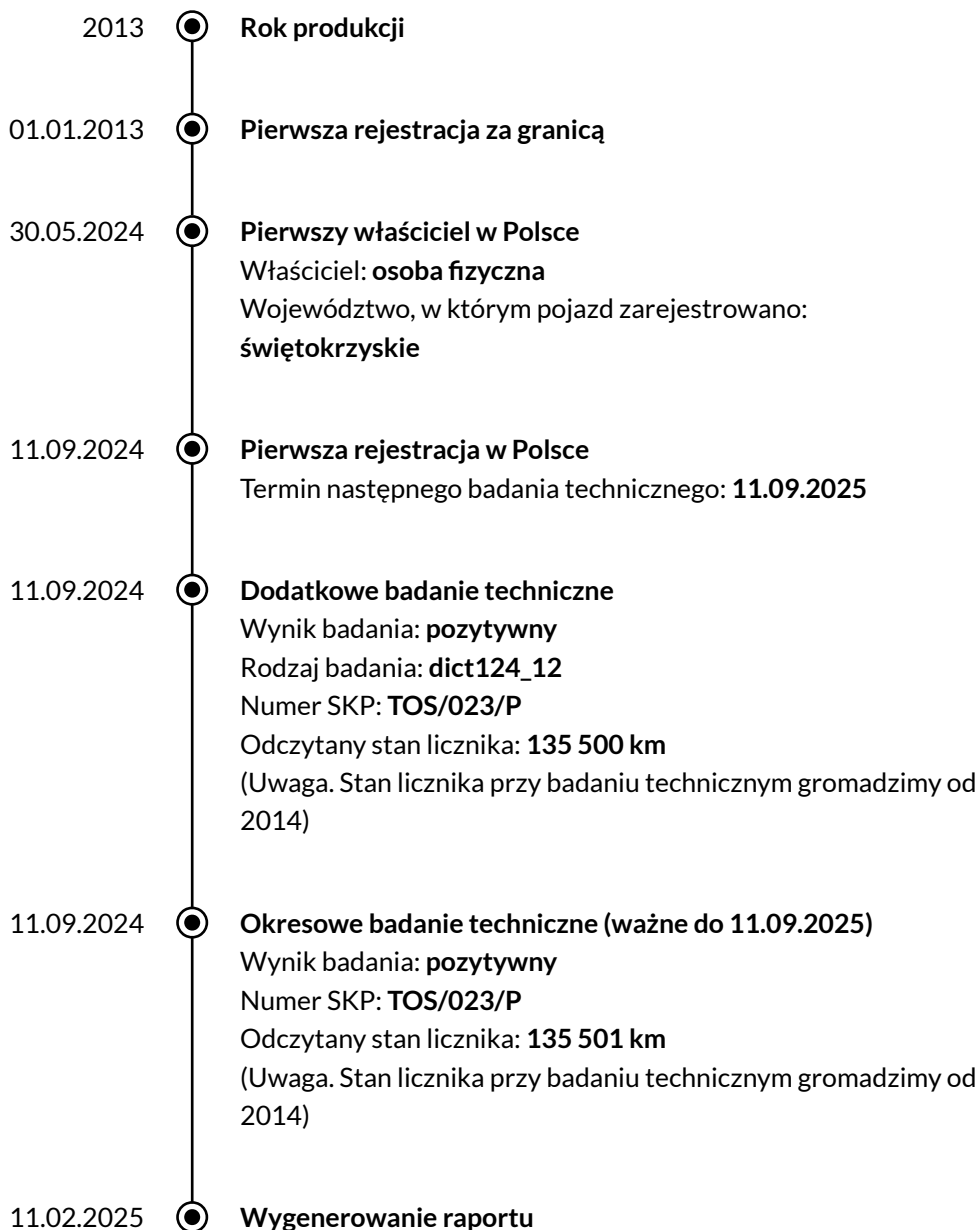 2013 Rok produkcji
01.01.2013 Pierwsza rejestracja za granicą
30.05.2024 Pierwszy właściciel w Polsce
Właściciel: osoba fizyczna
Województwo, w którym pojazd zarejestrowano:
świętokrzyskie
11.09.2024 Pierwsza rejestracja w Polsce
Termin następnego badania technicznego: 11.09.2025
11.09.2024 Dodatkowe badanie techniczne
Wynik badania: pozytywny
Rodzaj badania: dict124_12
Numer SKP: TOS/023/P
Odczytany stan licznika: 135 500 km
(Uwaga. Stan licznika przy badaniu technicznym gromadzimy od
2014)
11.09.2024 Okresowe badanie techniczne (ważne do 11.09.2025)
Wynik badania: pozytywny
Numer SKP: TOS/023/P
Odczytany stan licznika: 135 501 km
(Uwaga. Stan licznika przy badaniu technicznym gromadzimy od
2014)
11.02.2025 Wygenerowanie raportu